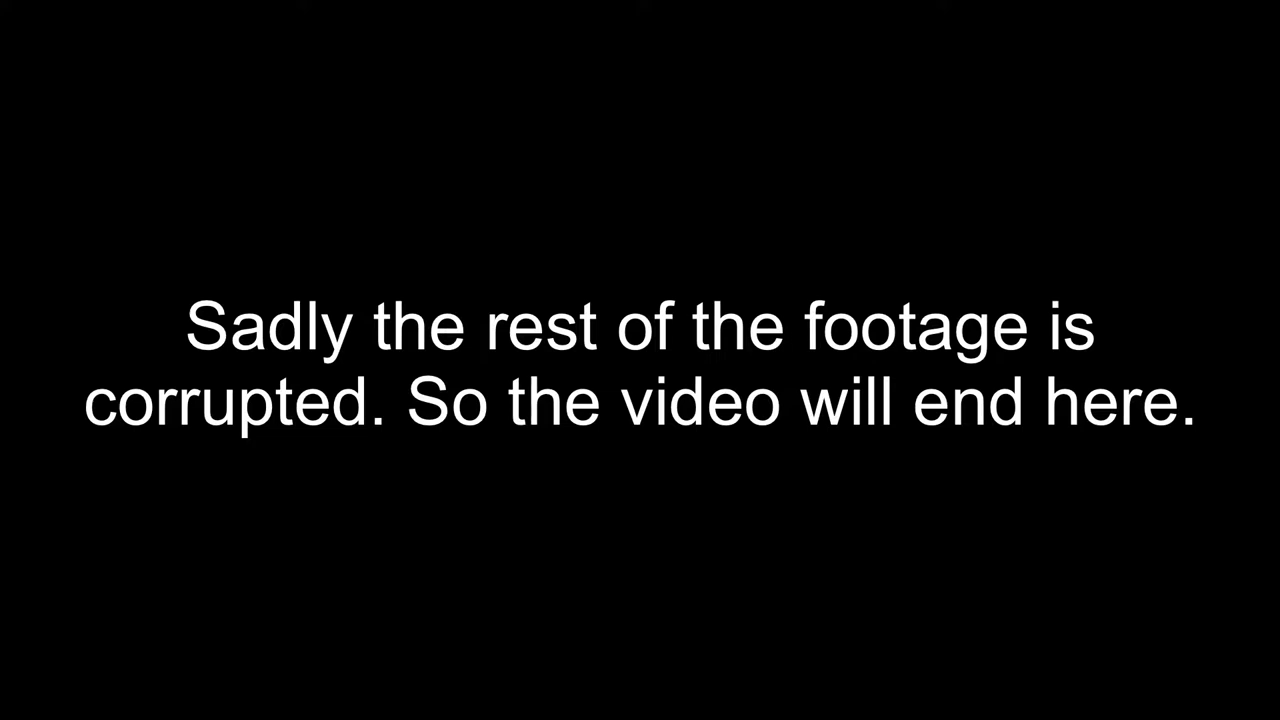 Sadly the rest of the footage is
corrupted. So the video will end here.